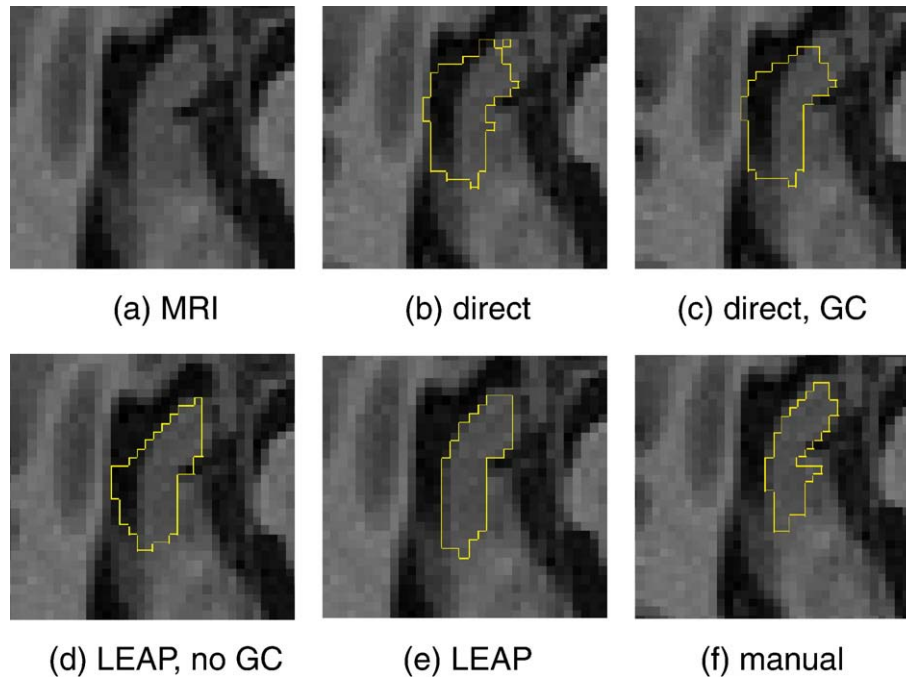 (a) MRI
(b) direct
(c) direct, GC
(d) LEAP, no GC
(e) LEAP
(f) manual